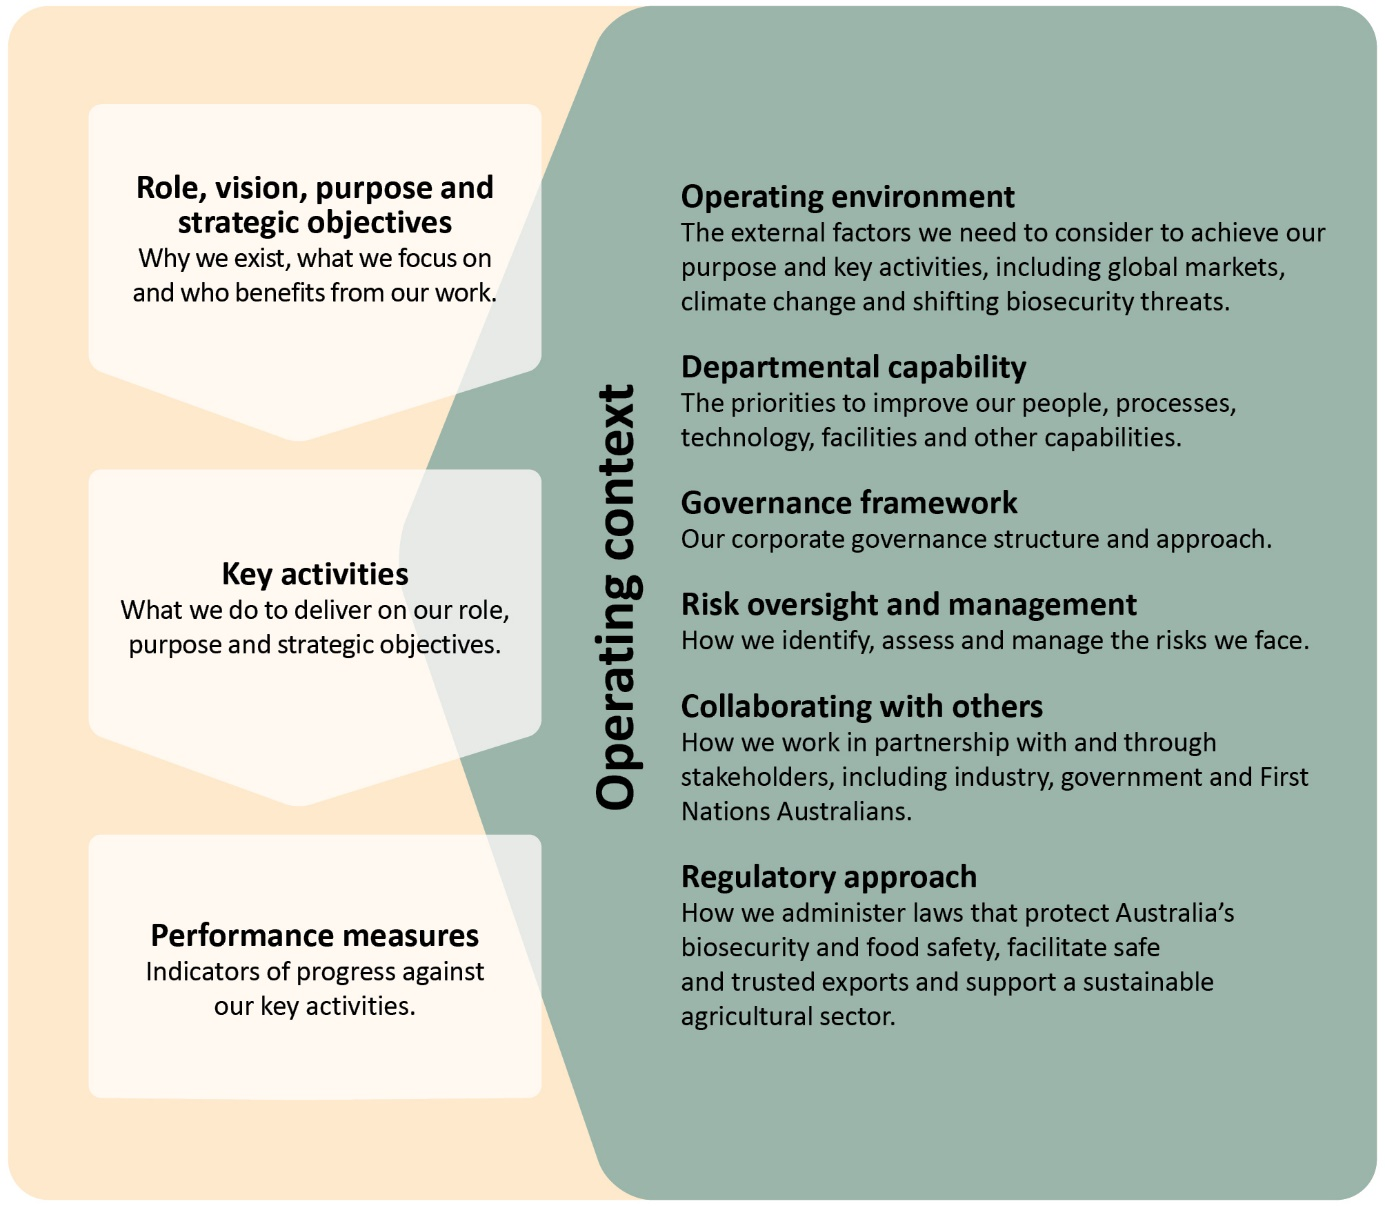 Role, vision, purpose and
strategic objectives
Why we exist, what we focus on
and who benefits from our work.
Key activities
What we do to deliver on our role,
purpose and strategic objectives.
Performance measures
Indicators of progress against
our key activities.
Operating context
Operating environment
The external factors we need to consider to achieve our
purpose and key activities, including global markets,
climate change and shifting biosecurity threats.
Departmental capability
The priorities to improve our people, processes,
technology, facilities and other capabilities.
Governance framework
Our corporate governance structure and approach.
Risk oversight and management
How we identify, assess and manage the risks we face.
Collaborating with others
How we work in partnership with and through
stakeholders, including industry, government and First
Nations Australians.
Regulatory approach
How we administer laws that protect Australia’s
biosecurity and food safety, facilitate safe
and trusted exports and support a sustainable
agricultural sector.